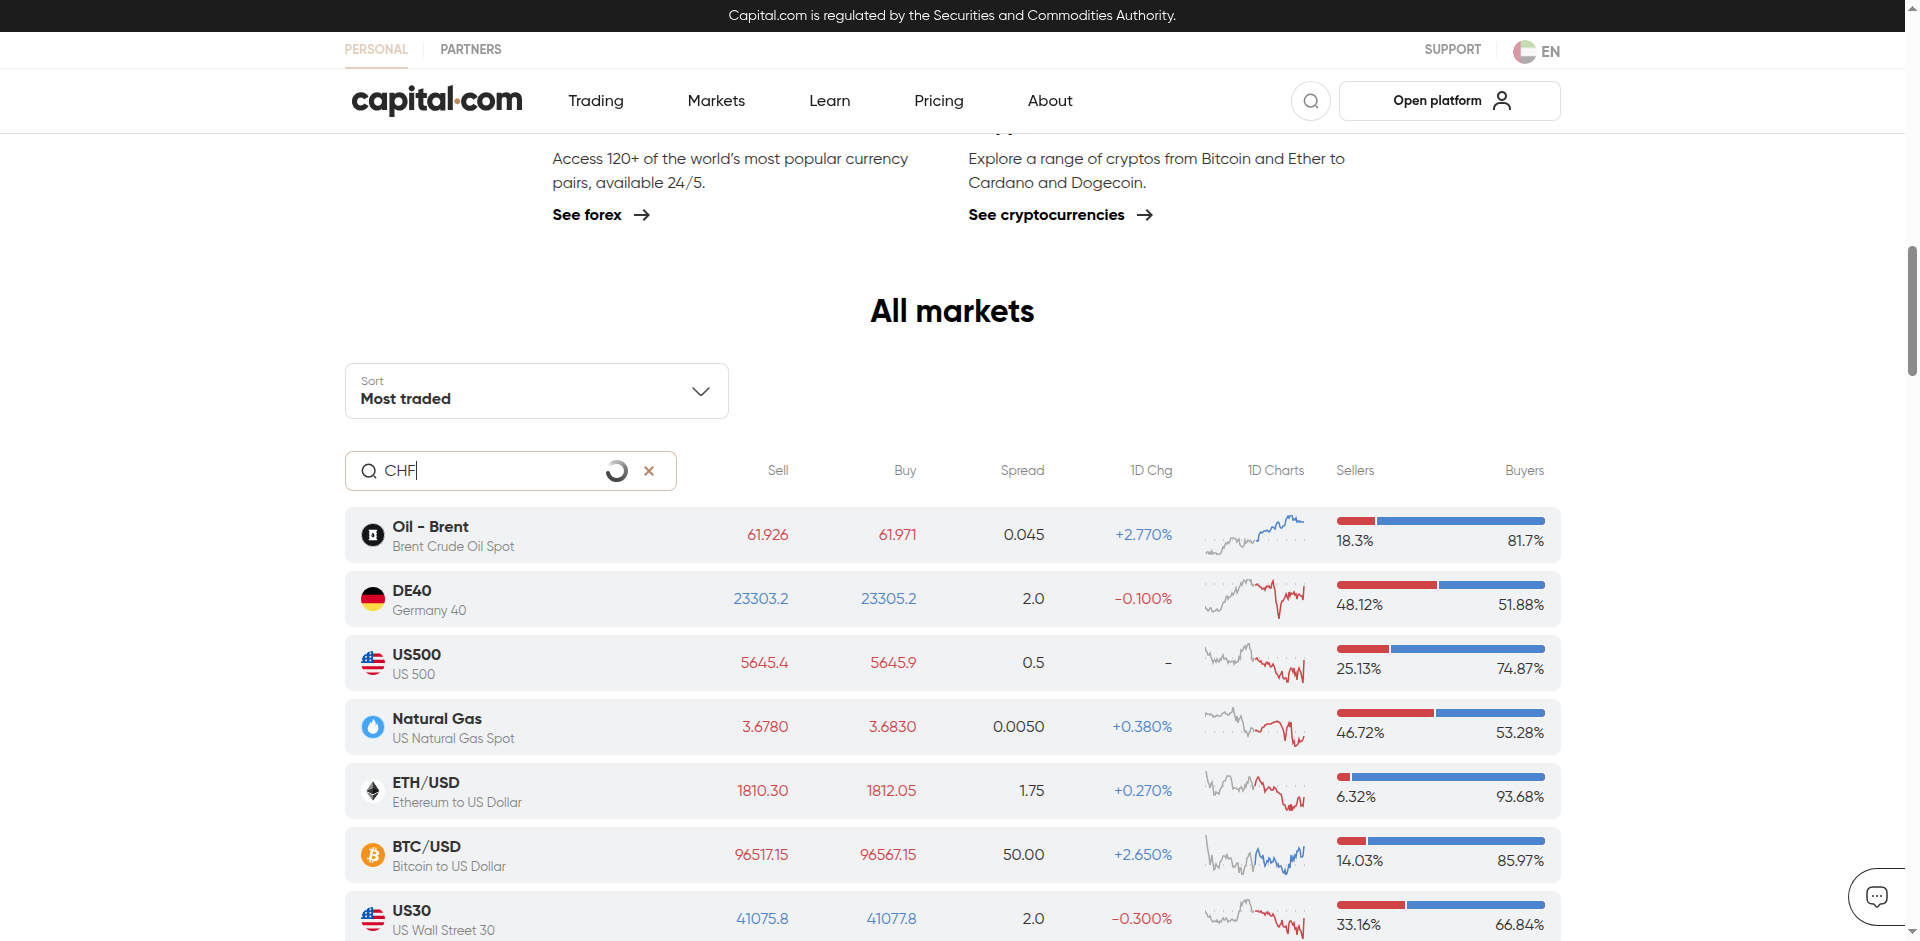 Capital.com is regulated by the Securities and Commodities Authority.
PERSONAL PARTNERS SUPPORT EN
capital.com Trading Markets Learn Pricing About Open platform
Access 120+ of the world's most popular currency
pairs, available 24/5.
See forex
Explore a range of cryptos from Bitcoin and Ether to
Cardano and Dogecoin.
See cryptocurrencies
All markets
Sort
Most traded
CHF Sell Buy Spread 1D Chg 1D Charts Sellers Buyers
Oil - Brent
Brent Crude Oil Spot
61.926 61.971 0.045 +2.770% 18.3% 81.7%
DE40
Germany 40
23303.2 23305.2 2.0 -0.100% 48.12% 51.88%
US500
US 500
5645.4 5645.9 0.5 - 25.13% 74.87%
Natural Gas
US Natural Gas Spot
3.6780 3.6830 0.0050 +0.380% 46.72% 53.28%
ETH/USD
Ethereum to US Dollar
1810.30 1812.05 1.75 +0.270% 6.32% 93.68%
BTC/USD
Bitcoin to US Dollar
96517.15 96567.15 50.00 +2.650% 14.03% 85.97%
US30
US Wall Street 30
41075.8 41077.8 2.0 -0.300% 33.16% 66.84%